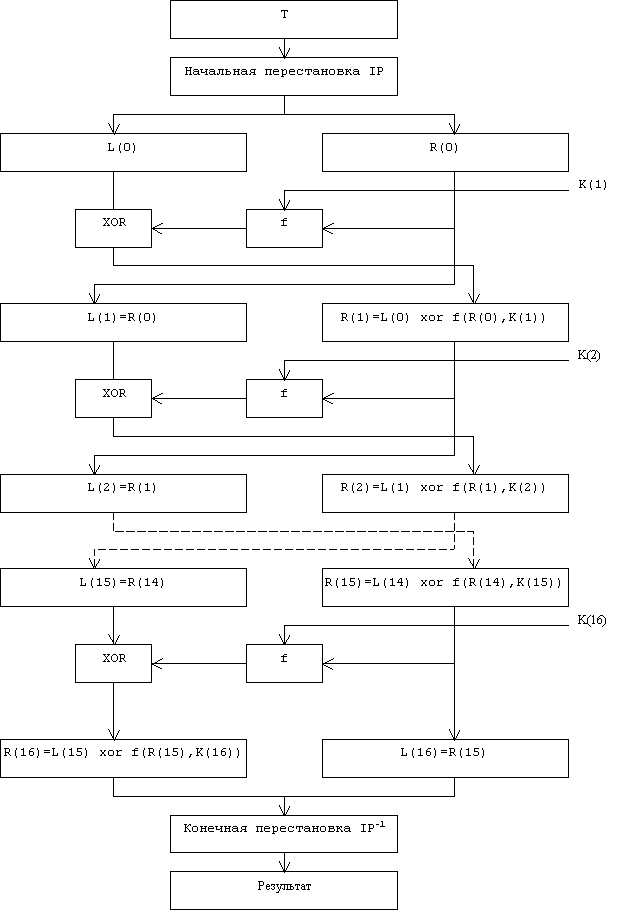 T
Начальная перестановка IP
L(0)
R(0)
K(1)
XOR
f
L(1)=R(0)
R(1)=L(0) xor f(R(0),K(1))
K(2)
XOR
f
L(2)=R(1)
R(2)=L(1) xor f(R(1),K(2))
L(15)=R(14)
R(15)=L(14) xor f(R(14),K(15))
K(16)
XOR
f
R(16)=L(15) xor f(R(15),K(16))
L(16)=R(15)
Конечная перестановка IP⁻¹
Результат